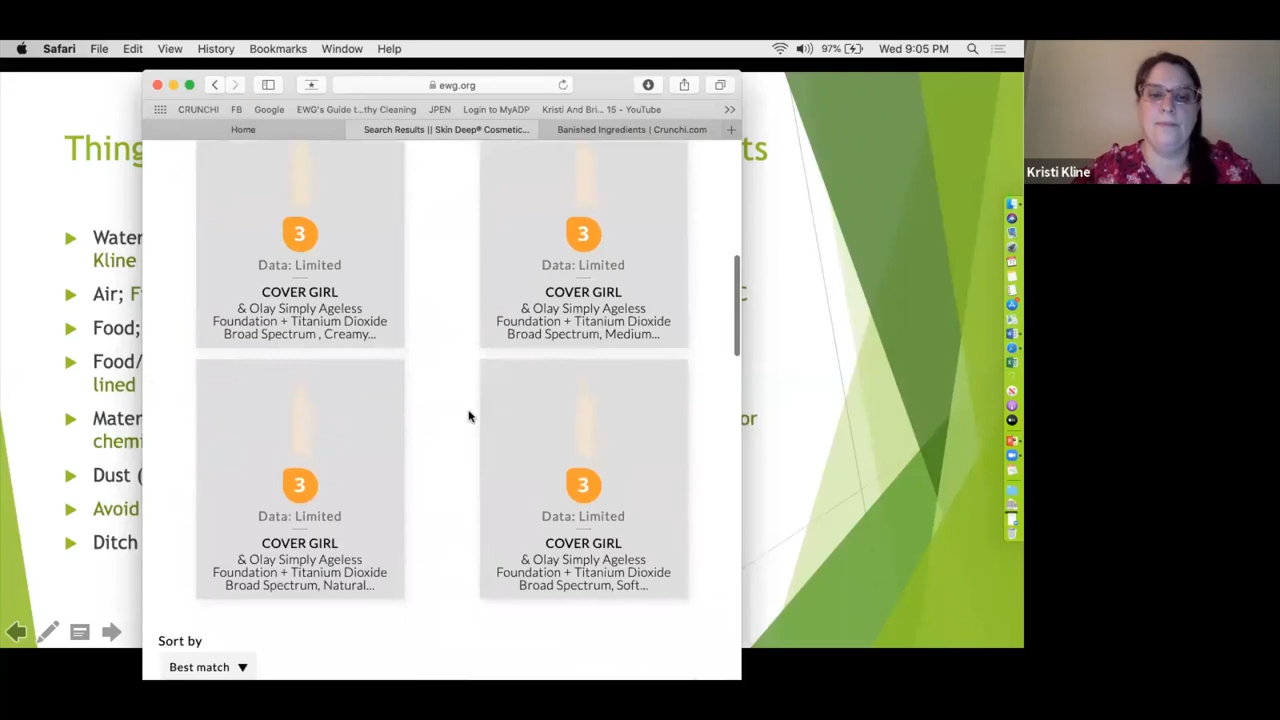 Safari File Edit View History Bookmarks Window Help 97% Wed 9:05 PM
ewg.org
CRUNCHI FB Google EWG's Guide t...thy Cleaning JPEN Login to MyADP Kristi And Bri... 15 - YouTube
Home Search Results || Skin Deep® Cosmetic... Banished Ingredients | Crunchi.com
Thing
ts
Water
Kline
Air; F
C
Food;
Food/
lined
Mater
or
chemi
Dust (
Avoid
Ditch
3
Data: Limited
COVER GIRL
& Olay Simply Ageless
Foundation + Titanium Dioxide
Broad Spectrum , Creamy...
3
Data: Limited
COVER GIRL
& Olay Simply Ageless
Foundation + Titanium Dioxide
Broad Spectrum, Medium...
3
Data: Limited
COVER GIRL
& Olay Simply Ageless
Foundation + Titanium Dioxide
Broad Spectrum, Natural...
3
Data: Limited
COVER GIRL
& Olay Simply Ageless
Foundation + Titanium Dioxide
Broad Spectrum, Soft...
Sort by
Best match
Kristi Kline